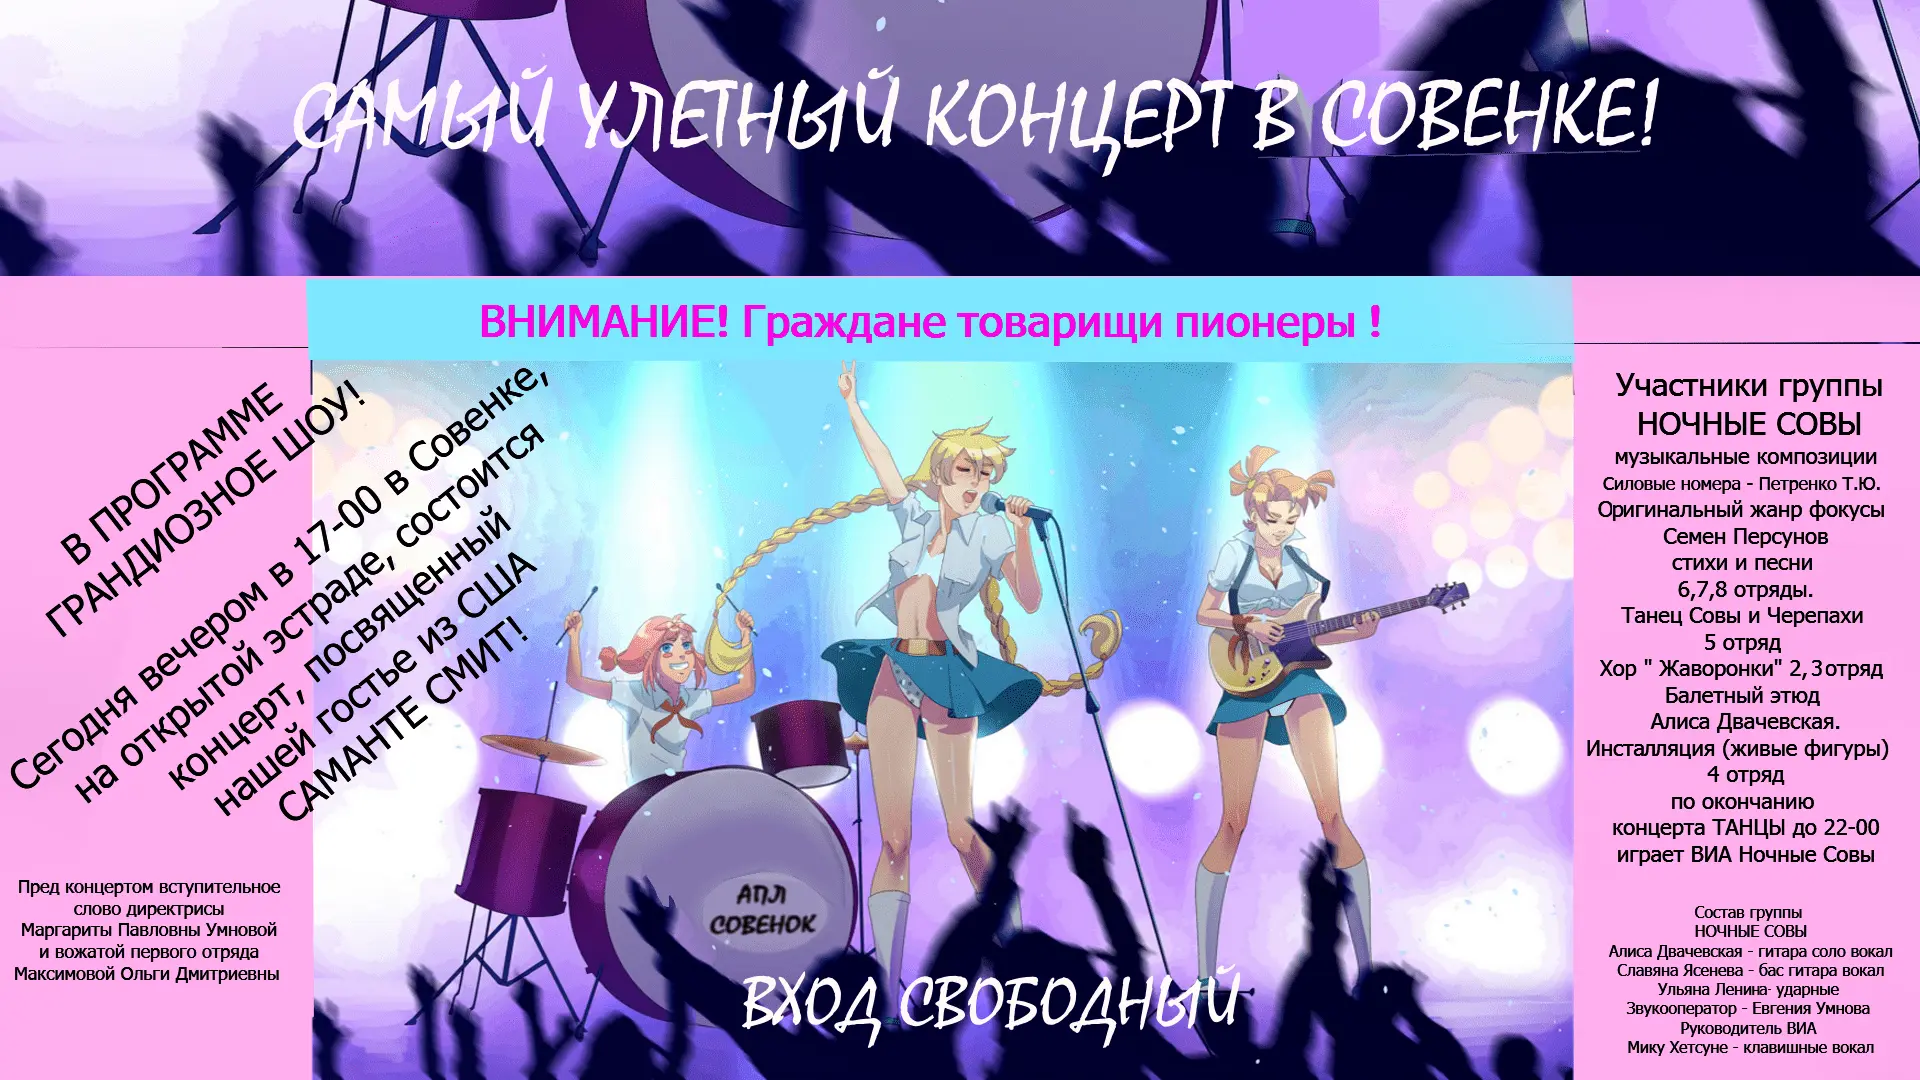 САМЫЙ УЛЕТНЫЙ КОНЦЕРТ В СОВЕНКЕ!
ВНИМАНИЕ! Граждане товарищи пионеры !
В ПРОГРАММЕ
ГРАНДИОЗНОЕ ШОУ!
Сегодня вечером в 17-00 в Совенке,
на открытой эстраде, состоится
концерт, посвященный
нашей гостье из США
САМАНТЕ СМИТ!
Пред концертом вступительное
слово директрисы
Маргариты Павловны Умновой
и вожатой первого отряда
Максимовой Ольги Дмитриевны
АПЛ
СОВЕНОК
ВХОД СВОБОДНЫЙ
Участники группы
НОЧНЫЕ СОВЫ
музыкальные композиции
Силовые номера - Петренко Т.Ю.
Оригинальный жанр фокусы
Семен Персунов
стихи и песни
6,7,8 отряды.
Танец Совы и Черепахи
5 отряд
Хор " Жаворонки" 2,3отряд
Балетный этюд
Алиса Двачевская.
Инсталляция (живые фигуры)
4 отряд
по окончанию
концерта ТАНЦЫ до 22-00
играет ВИА Ночные Совы
Состав группы
НОЧНЫЕ СОВЫ
Алиса Двачевская - гитара соло вокал
Славяна Ясенева - бас гитара вокал
Ульяна Ленина- ударные
Звукооператор - Евгения Умнова
Руководитель ВИА
Мику Хетсуне - клавишные вокал